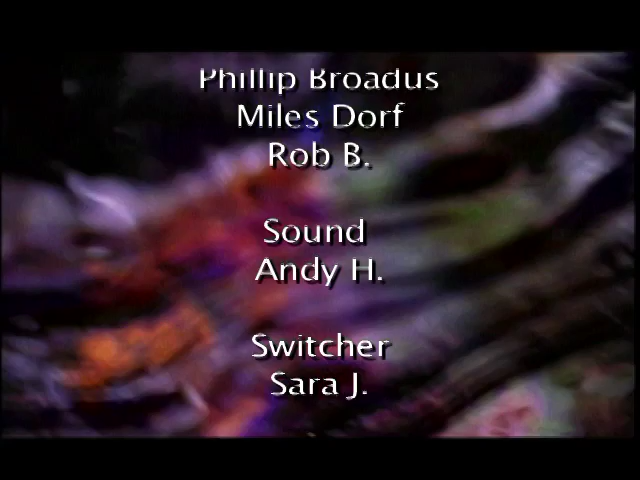 Phillip Broadus
Miles Dorf
Rob B.
Sound
Andy H.
Switcher
Sara J.